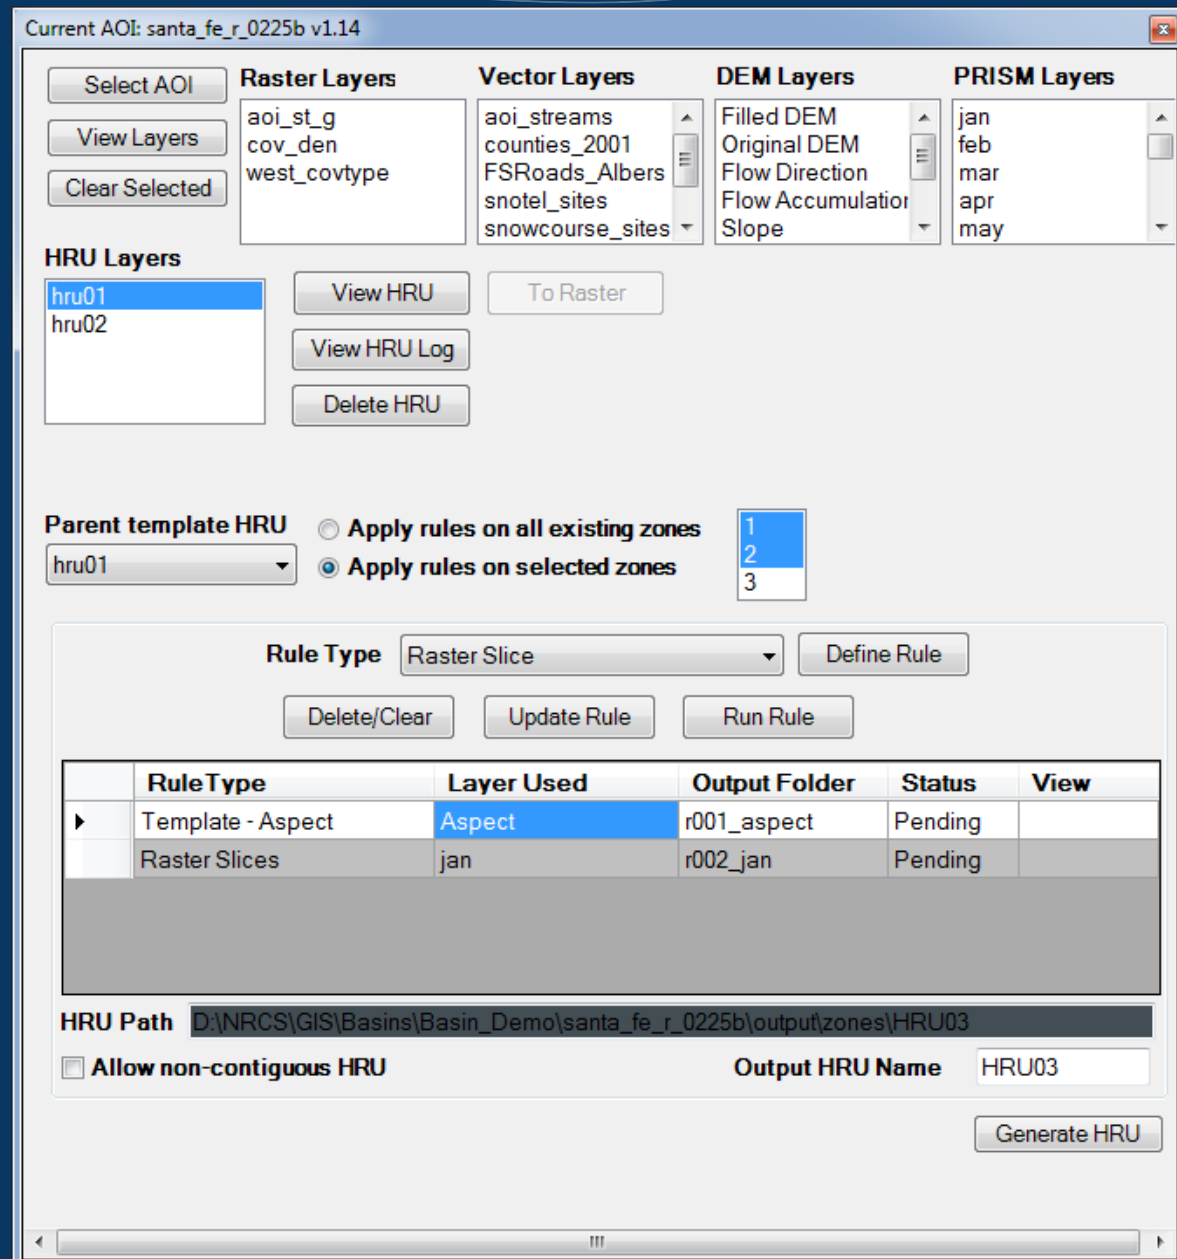 Current AOI: santa_fe_r_0225b v1.14
Select AOI
View Layers
Clear Selected
Raster Layers
aoi_st_g
cov_den
west_covtype
Vector Layers
aoi_streams
counties_2001
FSRoads_Albers
snotel_sites
snowcourse_sites
DEM Layers
Filled DEM
Original DEM
Flow Direction
Flow Accumulation
Slope
PRISM Layers
jan
feb
mar
apr
may
HRU Layers
hru01
hru02
View HRU
To Raster
View HRU Log
Delete HRU
Parent template HRU
hru01
Apply rules on all existing zones
Apply rules on selected zones
1
2
3
Rule Type
Raster Slice
Define Rule
Delete/Clear
Update Rule
Run Rule
RuleType Layer Used Output Folder Status View
Template - Aspect Aspect r001_aspect Pending
Raster Slices jan r002_jan Pending
HRU Path D:\NRCS\GIS\Basins\Basin_Demo\santa_fe_r_0225b\output\zones\HRU03
Allow non-contiguous HRU
Output HRU Name HRU03
Generate HRU